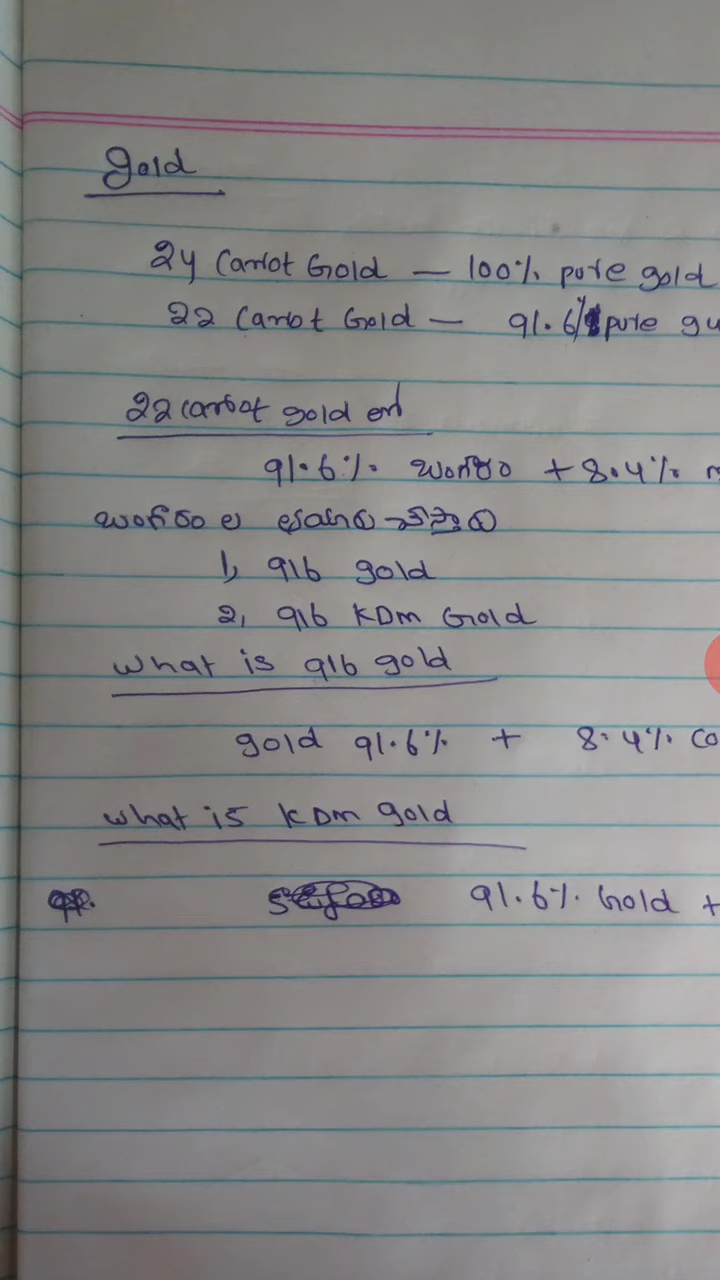 gold
24 Carrot Gold — 100% pure gold
22 Carrot Gold — 91.6% pure
22 carrot gold ಅಂದ್ರೆ
91.6% ಬಂಗಾರ + 8.4%
ಬಂಗಾರ ಲ
1, 916 gold
2, 916 KDM Gold
What is 916 gold
gold 91.6% + 8.4% co
What is KDM gold
91.6% Gold +